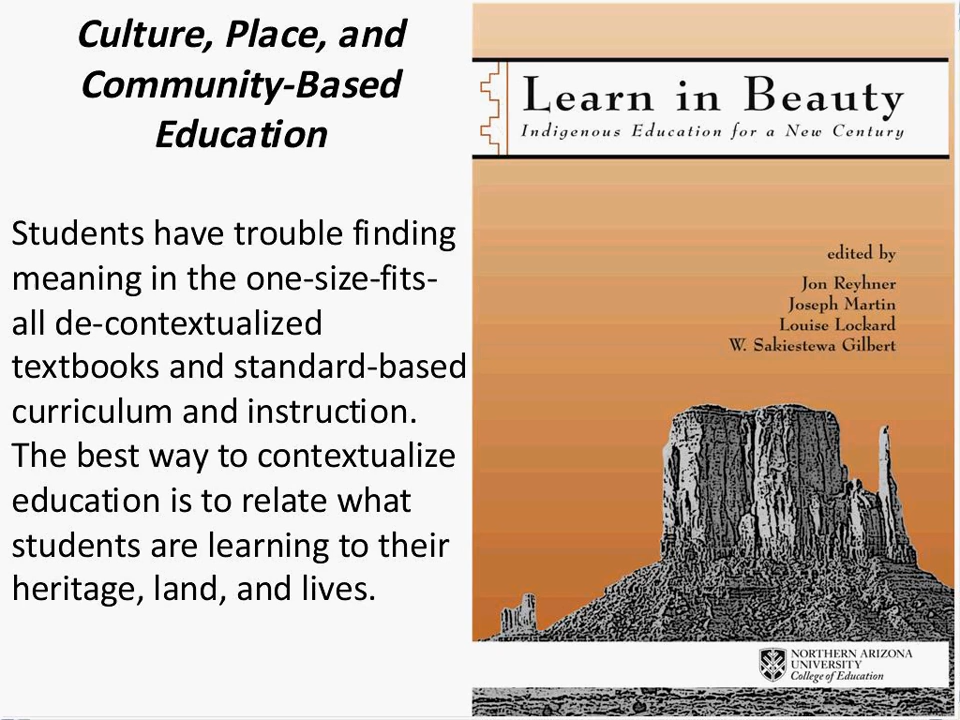 Culture, Place, and
Community-Based
Education
Students have trouble finding
meaning in the one-size-fits-
all de-contextualized
textbooks and standard-based
curriculum and instruction.
The best way to contextualize
education is to relate what
students are learning to their
heritage, land, and lives.
Learn in Beauty
Indigenous Education for a New Century
edited by
Jon Reyhner
Joseph Martin
Louise Lockard
W. Sakiestewa Gilbert
NORTHERN ARIZONA
UNIVERSITY
College of Education